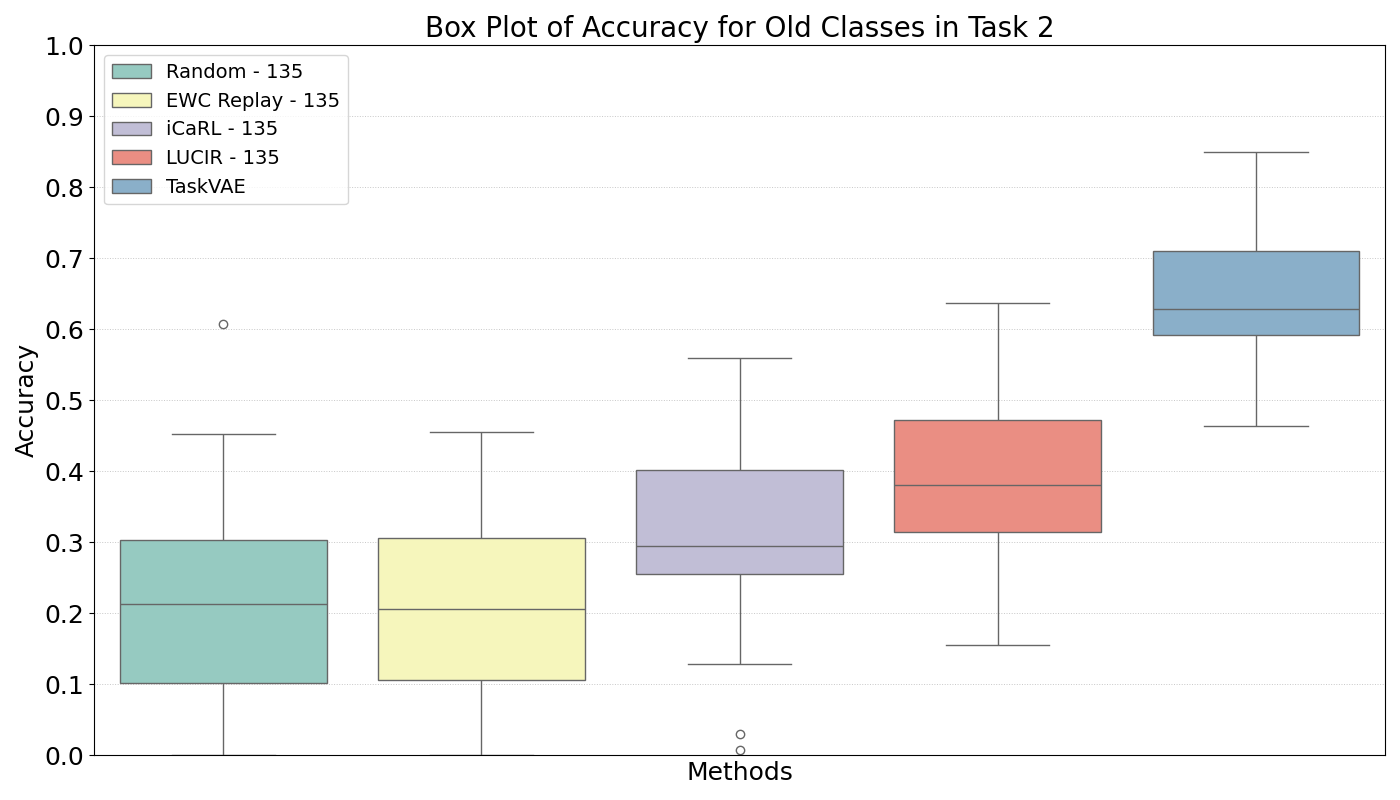 Box Plot of Accuracy for Old Classes in Task 2
1.0
0.9
0.8
0.7
0.6
0.5
0.4
0.3
0.2
0.1
0.0
Accuracy
Random - 135
EWC Replay - 135
iCaRL - 135
LUCIR - 135
TaskVAE
Methods